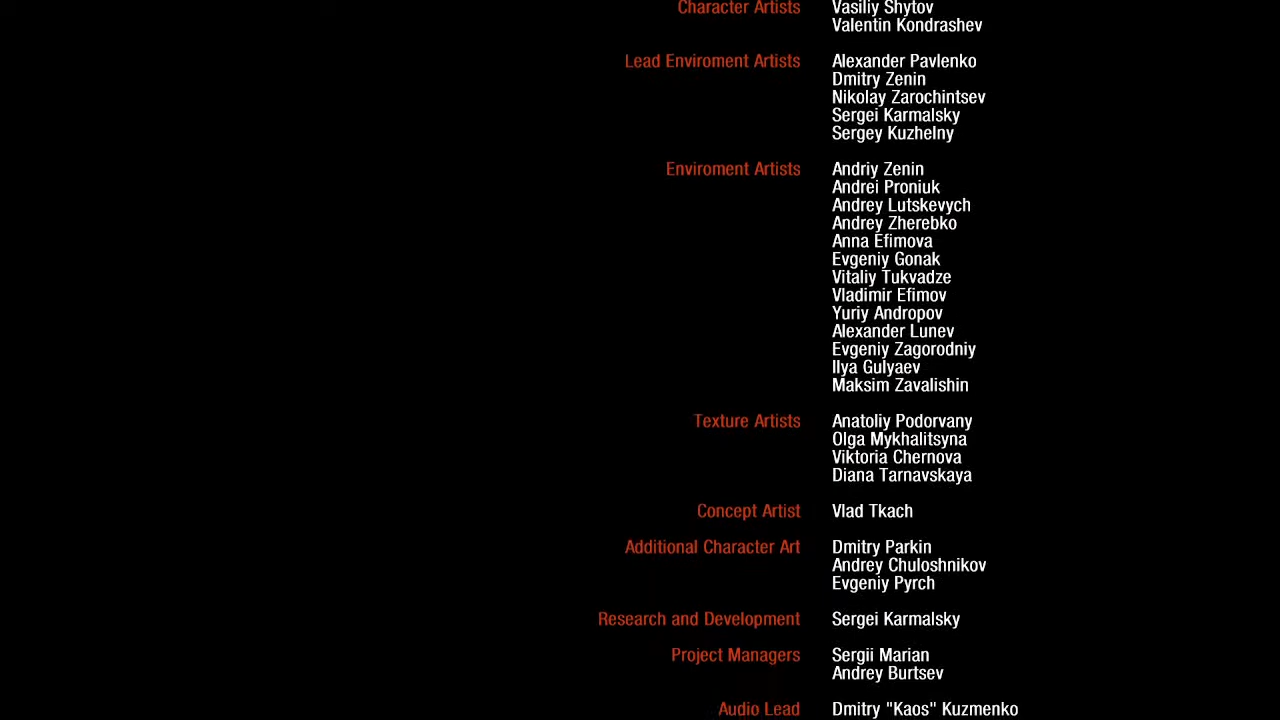 Character Artists Vasiliy Shytov
Valentin Kondrashev
Lead Enviroment Artists Alexander Pavlenko
Dmitry Zenin
Nikolay Zarochintsev
Sergei Karmalsky
Sergey Kuzhelny
Enviroment Artists Andriy Zenin
Andrei Proniuk
Andrey Lutskevych
Andrey Zherebko
Anna Efimova
Evgeniy Gonak
Vitaliy Tukvadze
Vladimir Efimov
Yuriy Andropov
Alexander Lunev
Evgeniy Zagorodniy
Ilya Gulyaev
Maksim Zavalishin
Texture Artists Anatoliy Podorvany
Olga Mykhalitsyna
Viktoria Chernova
Diana Tarnavskaya
Concept Artist Vlad Tkach
Additional Character Art Dmitry Parkin
Andrey Chuloshnikov
Evgeniy Pyrch
Research and Development Sergei Karmalsky
Project Managers Sergii Marian
Andrey Burtsev
Audio Lead Dmitry "Kaos" Kuzmenko